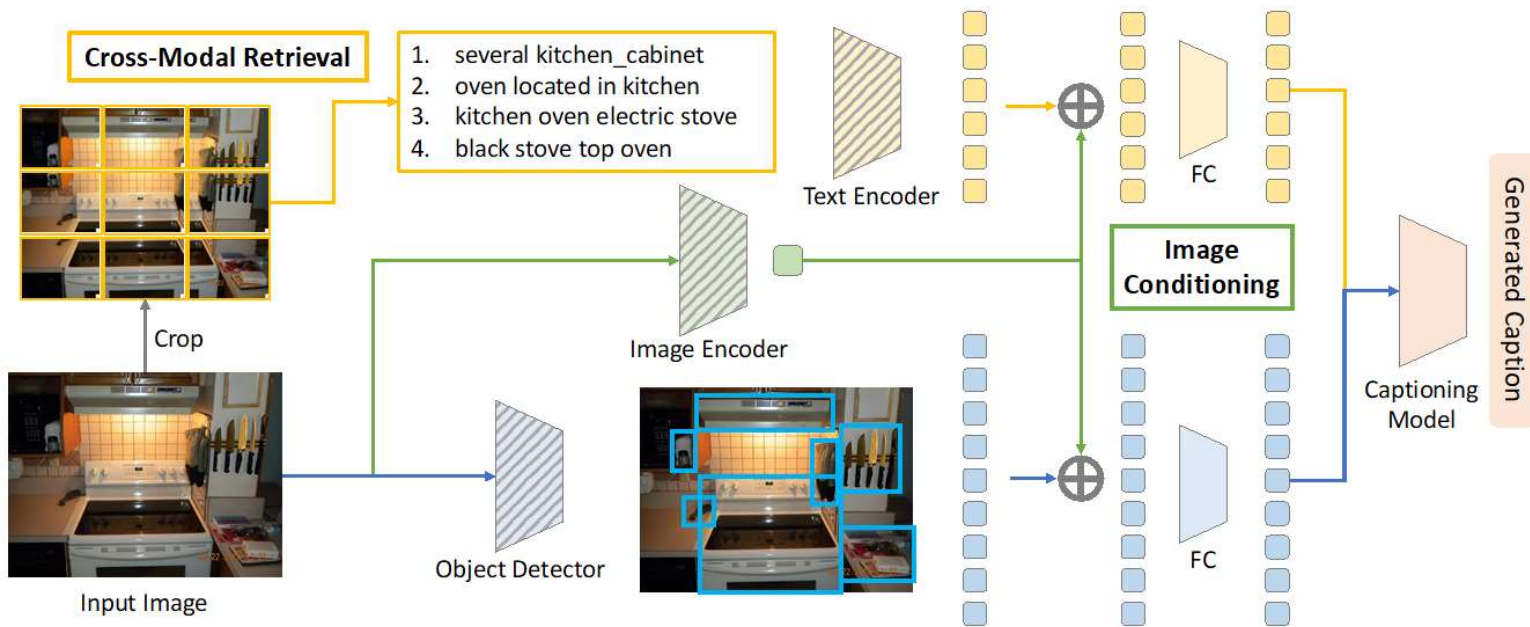 Cross-Modal Retrieval
1. several kitchen_cabinet
2. oven located in kitchen
3. kitchen oven electric stove
4. black stove top oven
Text Encoder
FC
Image Encoder
Image
Conditioning
Crop
Input Image
Object Detector
FC
Captioning
Model
Generated Caption